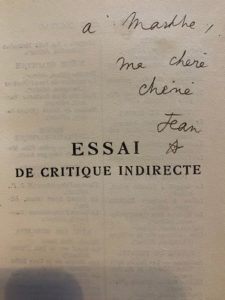 à Marthe,
ma chère
chérie
Jean
ESSAI
DE CRITIQUE INDIRECTE